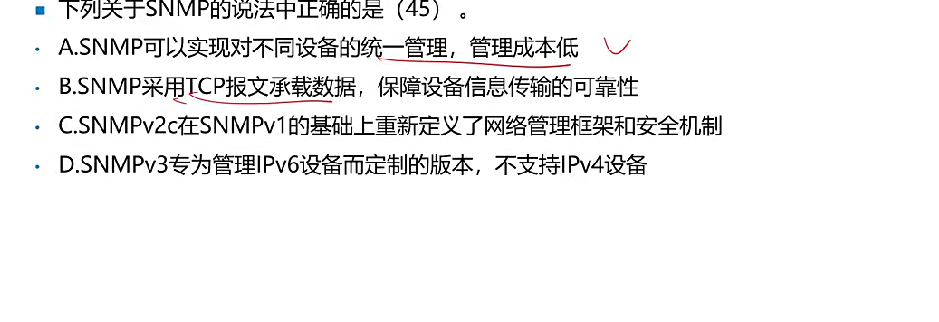 下列关于SNMP的说法中正确的是（45）。
A.SNMP可以实现对不同设备的统一管理，管理成本低
B.SNMP采用TCP报文承载数据，保障设备信息传输的可靠性
C.SNMPv2c在SNMPv1的基础上重新定义了网络管理框架和安全机制
D.SNMPv3专为管理IPv6设备而定制的版本，不支持IPv4设备